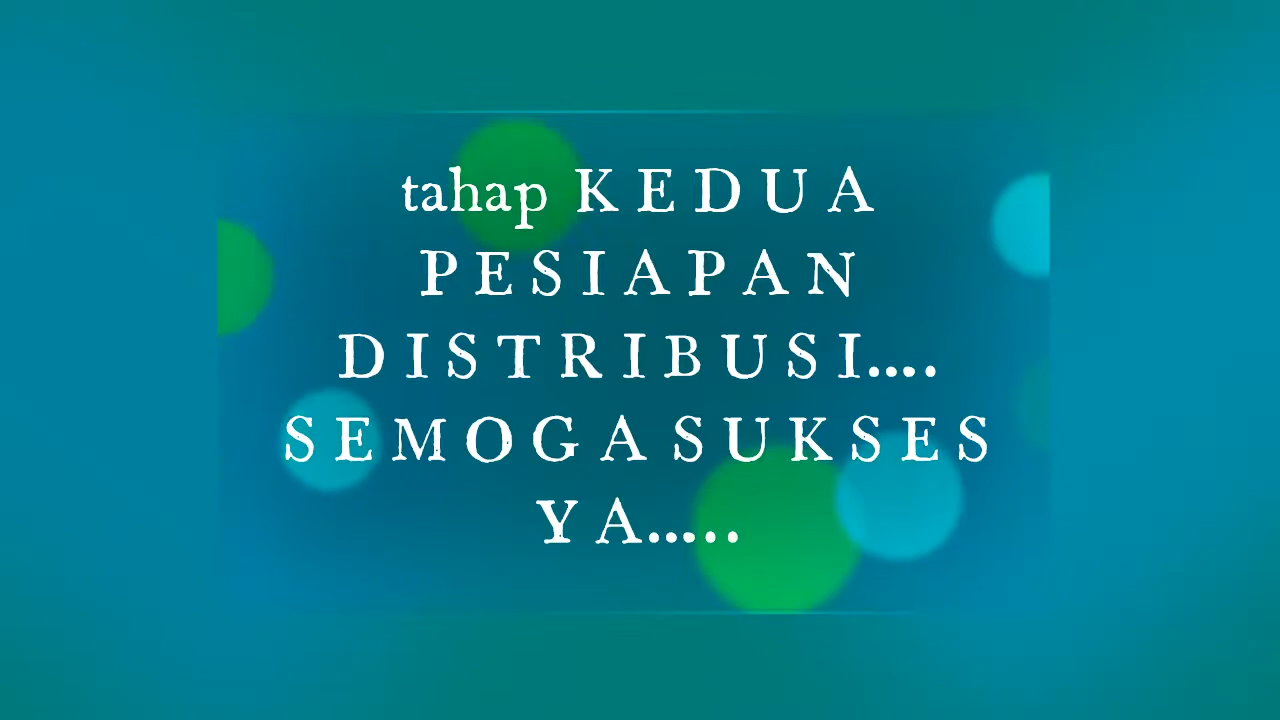 tahap K E D U A
P E S I A P A N
D I S T R I B U S I....
S E M O G A S U K S E S
Y A.....